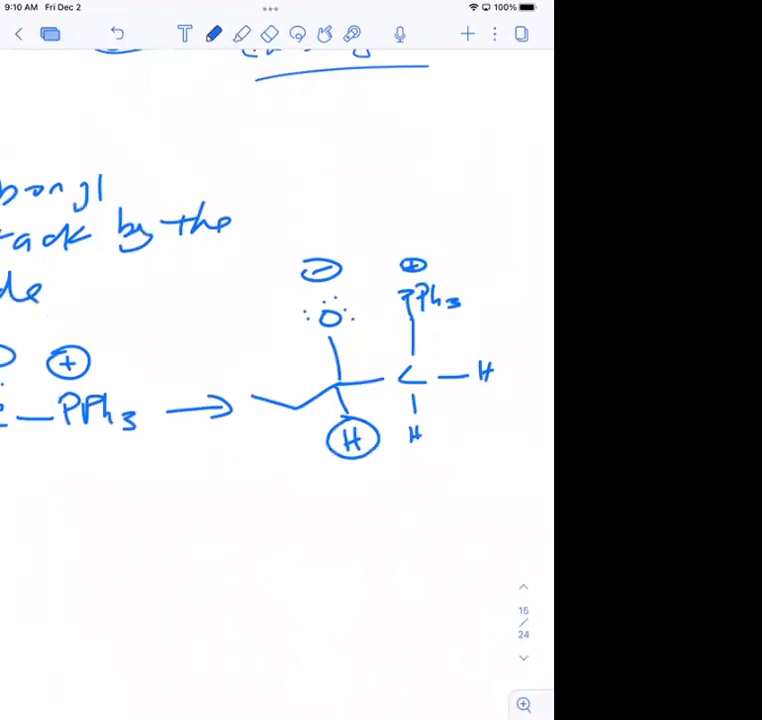 9:10 AM Fri Dec 2
100%
bonyl
tack by the
de
⊖ ⊕
O PPh3
⊕
PPh3 → C — H
H H
15
/
24